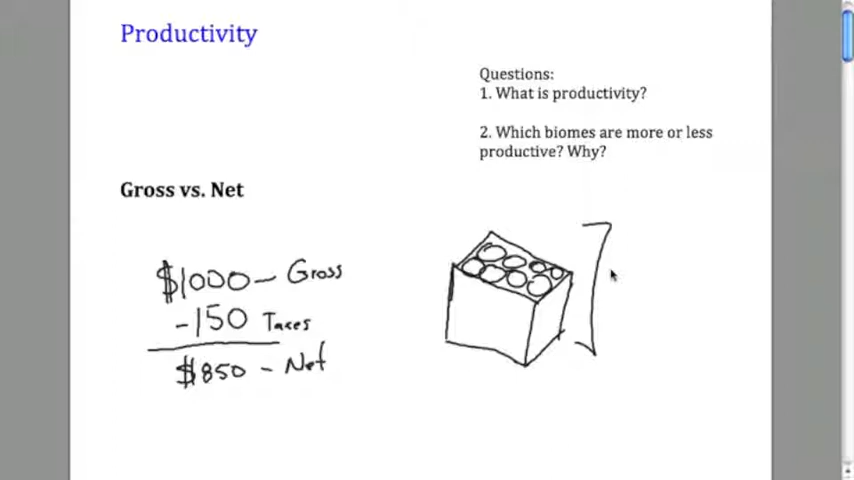 Productivity
Questions:
1. What is productivity?
2. Which biomes are more or less
productive? Why?
Gross vs. Net
$1000 — Gross
-150 Taxes
$850 - Net